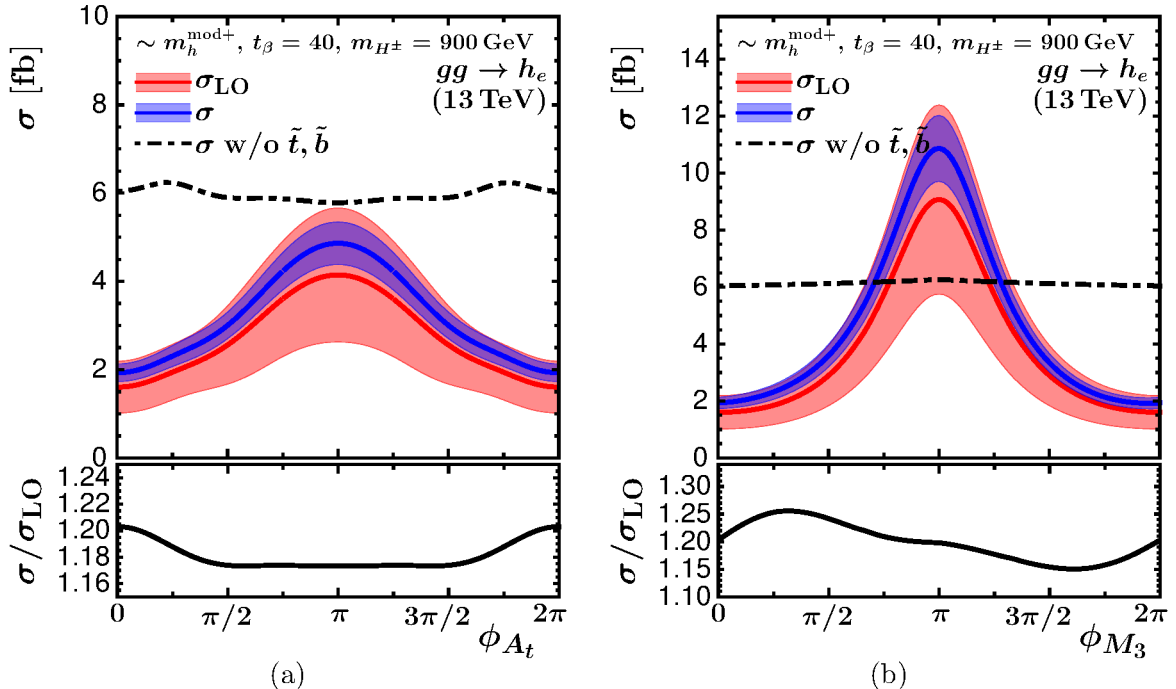 σ [fb]
10
8
6
4
2
0
∼ m_h^{mod+}, t_β = 40, m_{H^±} = 900 GeV
σ_LO
σ
σ w/o t̃, b̃
gg → h_e
(13 TeV)
σ/σ_LO
1.24
1.22
1.20
1.18
1.16
0
π/2
π
3π/2
2π
ϕ_{A_t}
(a)
σ [fb]
14
12
10
8
6
4
2
0
∼ m_h^{mod+}, t_β = 40, m_{H^±} = 900 GeV
σ_LO
σ
σ w/o t̃, b̃
gg → h_e
(13 TeV)
σ/σ_LO
1.30
1.25
1.20
1.15
1.10
0
π/2
π
3π/2
2π
ϕ_{M_3}
(b)